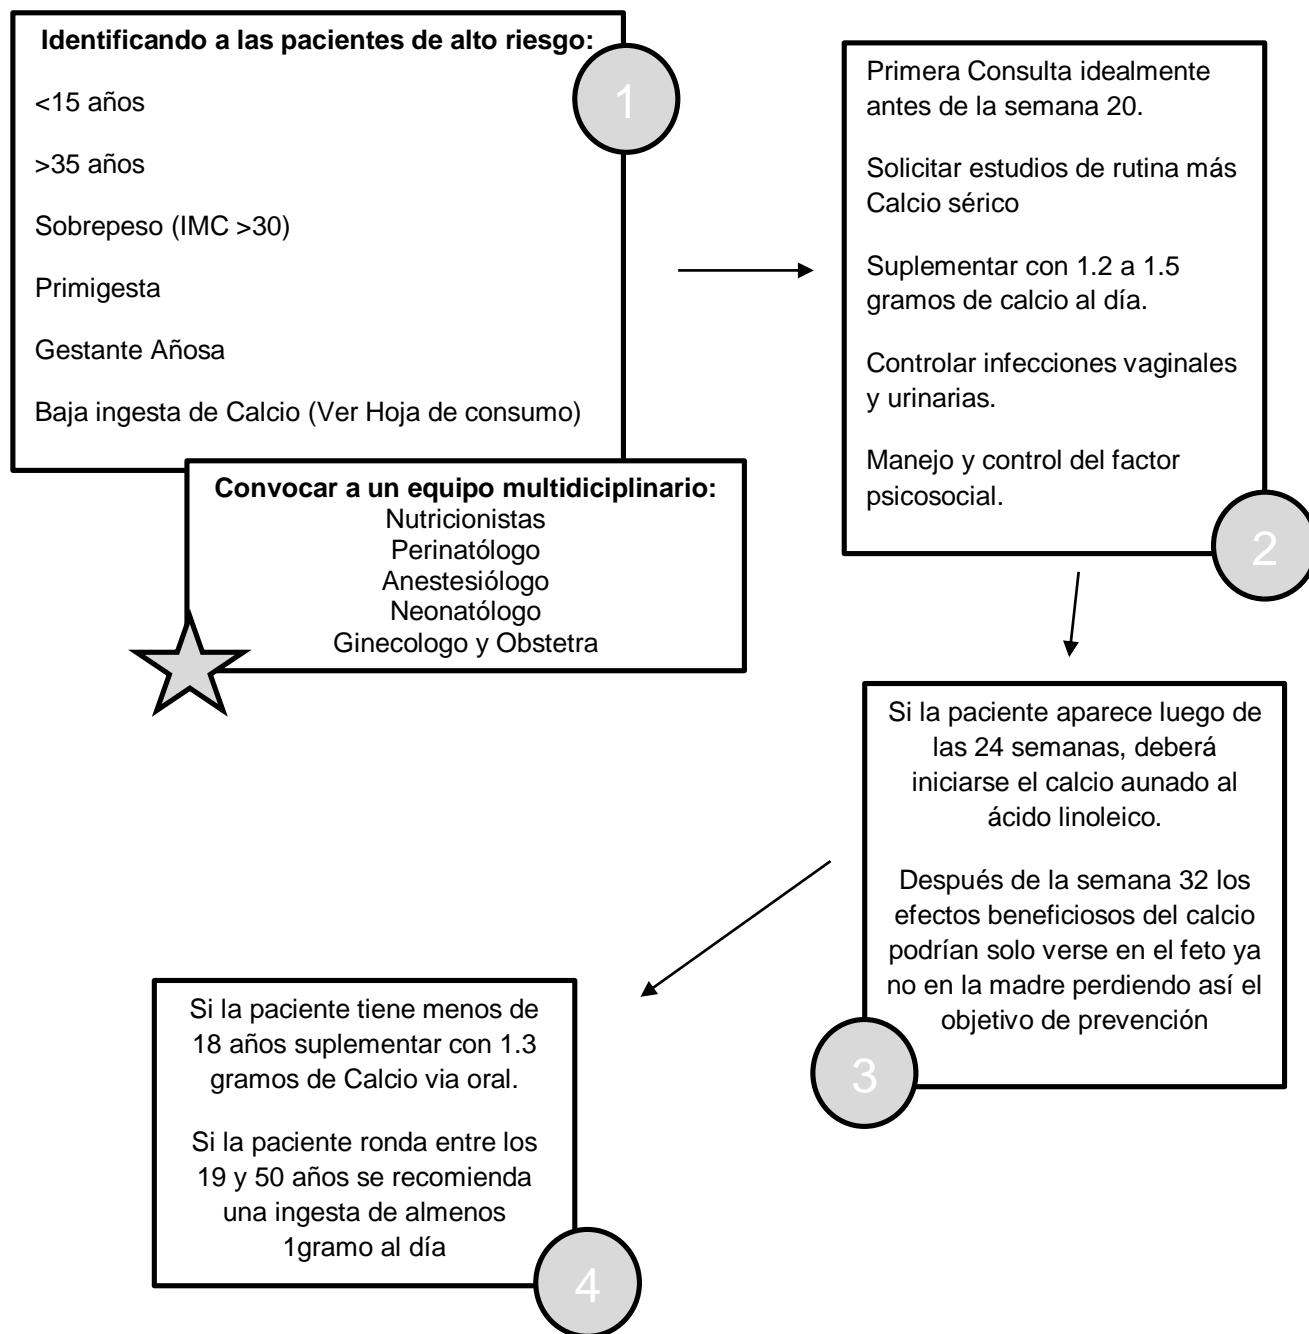 Identificando a las pacientes de alto riesgo:
<15 años
>35 años
Sobrepeso (IMC >30)
Primigesta
Gestante Añosa
Baja ingesta de Calcio (Ver Hoja de consumo)
1
Convocar a un equipo multidiciplinario:
Nutricionistas
Perinatólogo
Anestesiólogo
Neonatólogo
Ginecologo y Obstetra
Primera Consulta idealmente
antes de la semana 20.
Solicitar estudios de rutina más
Calcio sérico
Suplementar con 1.2 a 1.5
gramos de calcio al día.
Controlar infecciones vaginales
y urinarias.
Manejo y control del factor
psicosocial.
2
Si la paciente aparece luego de
las 24 semanas, deberá
iniciarse el calcio aunado al
ácido linoleico.
Después de la semana 32 los
efectos beneficiosos del calcio
podrían solo verse en el feto ya
no en la madre perdiendo así el
objetivo de prevención
3
Si la paciente tiene menos de
18 años suplementar con 1.3
gramos de Calcio via oral.
Si la paciente ronda entre los
19 y 50 años se recomienda
una ingesta de almenos
1gramo al día
4